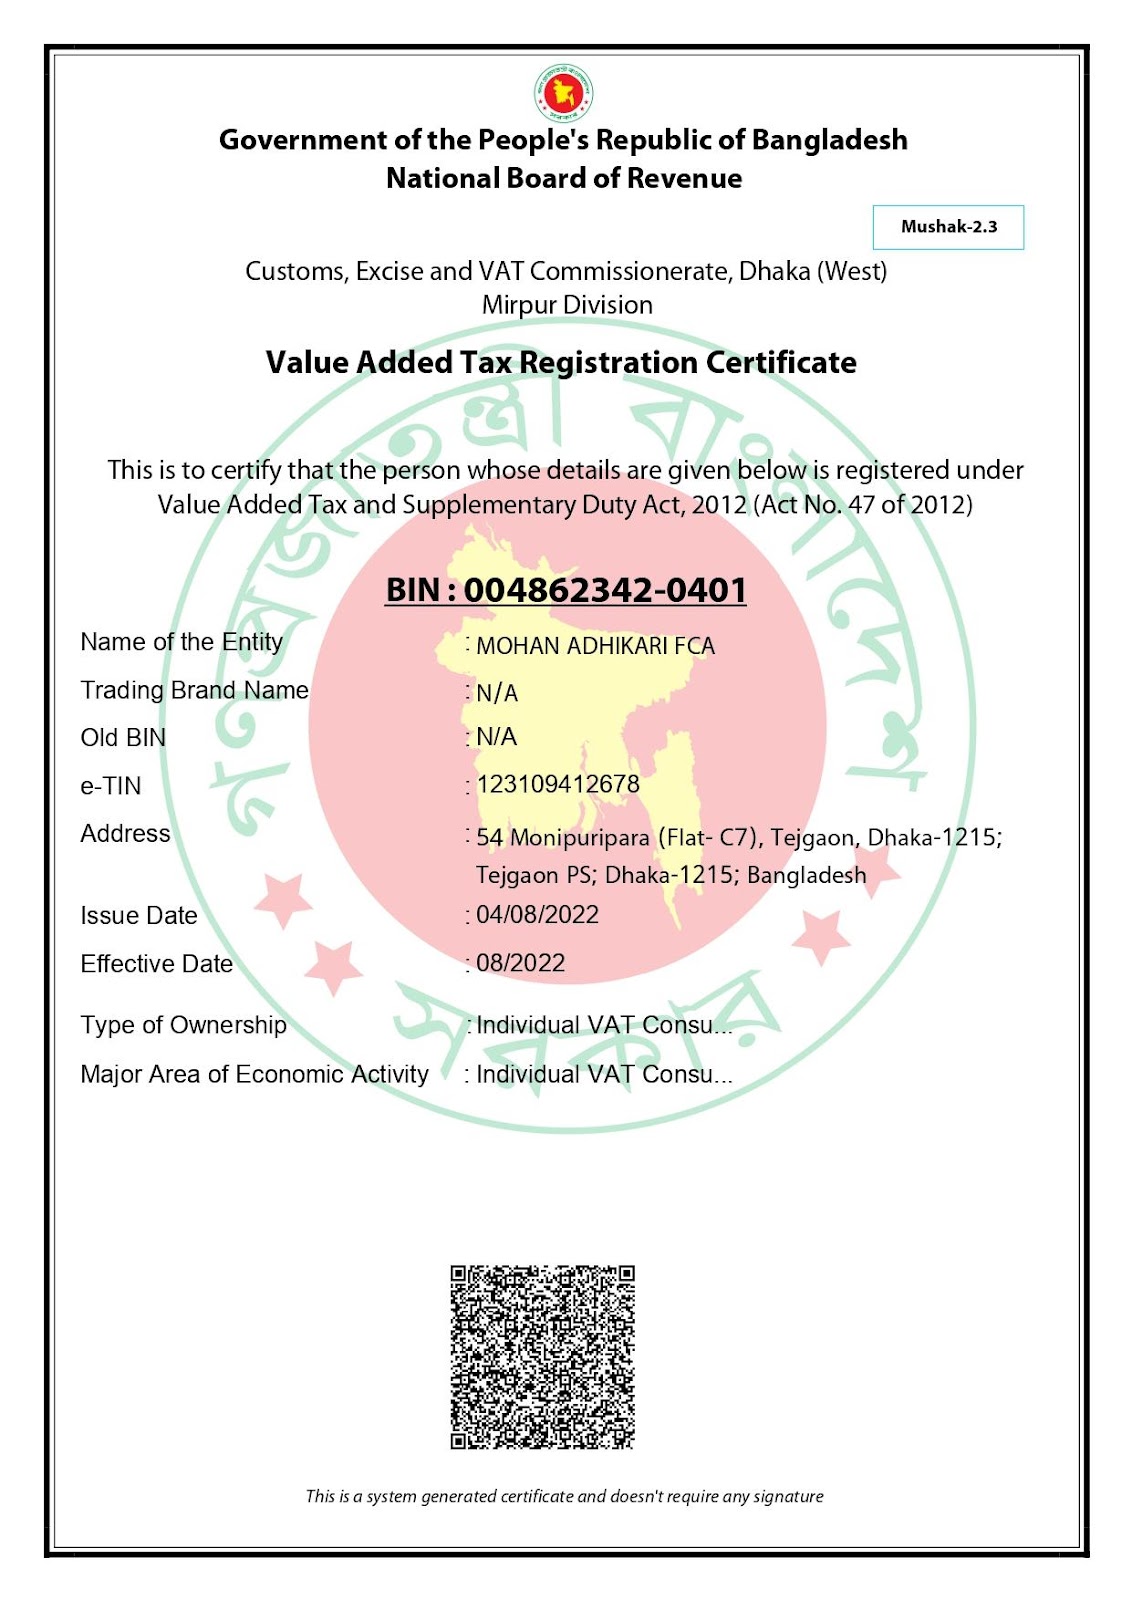 Government of the People's Republic of Bangladesh
National Board of Revenue
Mushak-2.3
Customs, Excise and VAT Commissionerate, Dhaka (West)
Mirpur Division
Value Added Tax Registration Certificate
গণপ্রজাতন্ত্রী বাংলাদেশ
This is to certify that the person whose details are given below is registered under
Value Added Tax and Supplementary Duty Act, 2012 (Act No. 47 of 2012)
BIN : 004862342-0401
Name of the Entity : MOHAN ADHIKARI FCA
Trading Brand Name : N/A
Old BIN : N/A
e-TIN : 123109412678
Address : 54 Monipuripara (Flat- C7), Tejgaon, Dhaka-1215;
Tejgaon PS; Dhaka-1215; Bangladesh
Issue Date : 04/08/2022
Effective Date : 08/2022
সরকার
Type of Ownership : Individual VAT Consu...
Major Area of Economic Activity : Individual VAT Consu...
This is a system generated certificate and doesn't require any signature